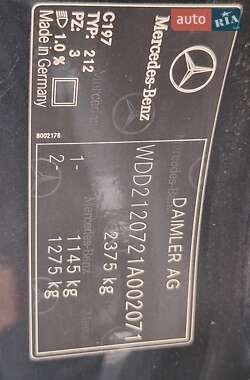 AUTO RIA .com
Mercedes-Benz
DAIMLER AG
WDD2120721A002071
2375 kg
1- 1145 kg
2- 1275 kg
C197
TYP: 212
PZ: 3
1.0 %
Made in Germany
8002178